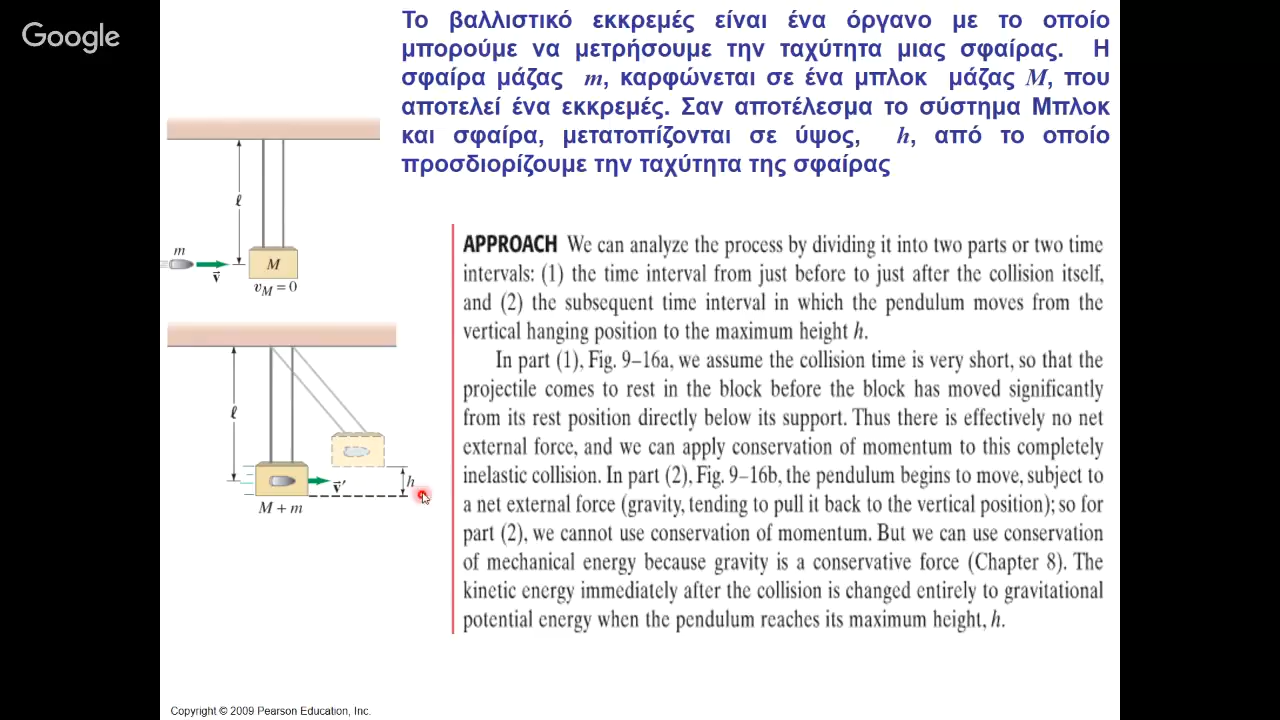 Google
Το βαλλιστικό εκκρεμές είναι ένα όργανο με το οποίο
μπορούμε να μετρήσουμε την ταχύτητα μιας σφαίρας. Η
σφαίρα μάζας m, καρφώνεται σε ένα μπλοκ μάζας M, που
αποτελεί ένα εκκρεμές. Σαν αποτέλεσμα το σύστημα Μπλοκ
και σφαίρα, μετατοπίζονται σε ύψος, h, από το οποίο
προσδιορίζουμε την ταχύτητα της σφαίρας
ℓ
m
M
v⃗
v_M = 0
ℓ
h
v⃗′
M + m
APPROACH We can analyze the process by dividing it into two parts or two time
intervals: (1) the time interval from just before to just after the collision itself,
and (2) the subsequent time interval in which the pendulum moves from the
vertical hanging position to the maximum height h.
In part (1), Fig. 9–16a, we assume the collision time is very short, so that the
projectile comes to rest in the block before the block has moved significantly
from its rest position directly below its support. Thus there is effectively no net
external force, and we can apply conservation of momentum to this completely
inelastic collision. In part (2), Fig. 9–16b, the pendulum begins to move, subject to
a net external force (gravity, tending to pull it back to the vertical position); so for
part (2), we cannot use conservation of momentum. But we can use conservation
of mechanical energy because gravity is a conservative force (Chapter 8). The
kinetic energy immediately after the collision is changed entirely to gravitational
potential energy when the pendulum reaches its maximum height, h.
Copyright © 2009 Pearson Education, Inc.